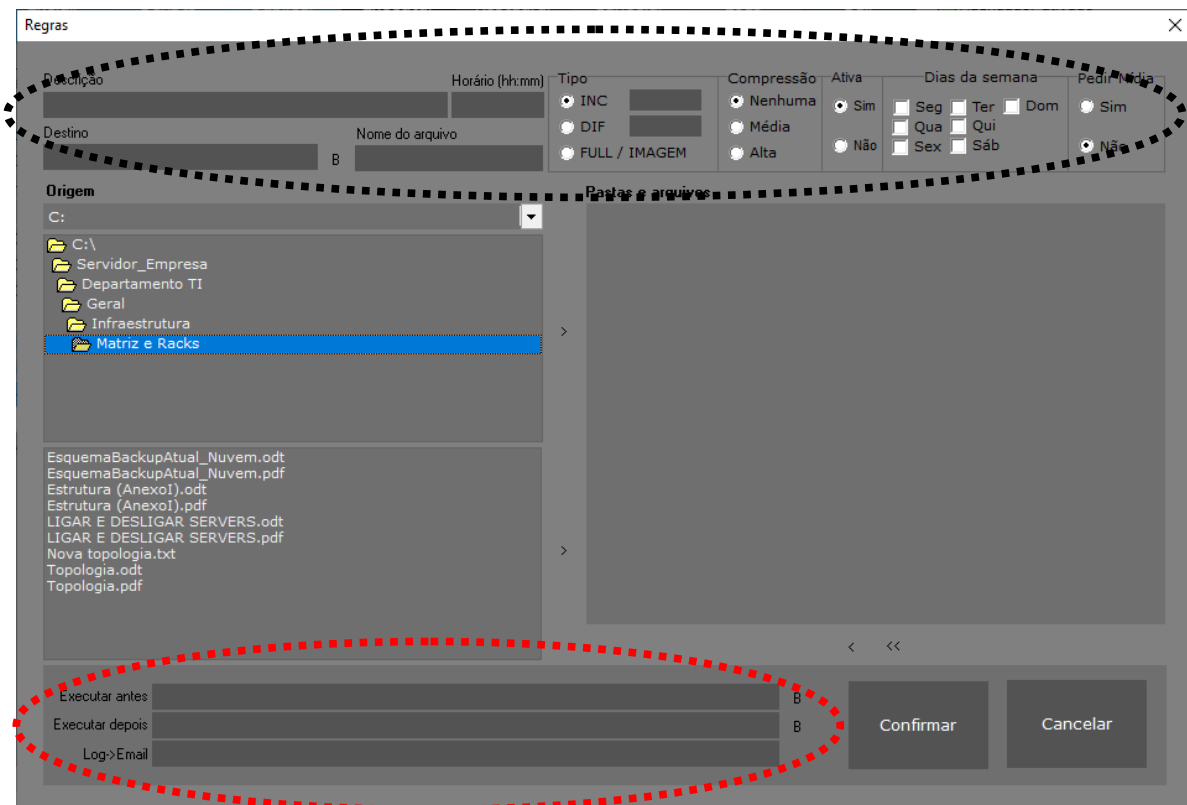 Regras
Descrição
Horário (hh:mm)
Destino
B
Nome do arquivo
Tipo
INC
DIF
FULL / IMAGEM
Compressão
Nenhuma
Média
Alta
Ativa
Sim
Não
Dias da semana
Seg Ter Dom
Qua Qui
Sex Sáb
Pedir Mídia
Sim
Não
Origem
C:
C:\
Servidor_Empresa
Departamento TI
Geral
Infraestrutura
Matriz e Racks
EsquemaBackupAtual_Nuvem.odt
EsquemaBackupAtual_Nuvem.pdf
Estrutura (AnexoI).odt
Estrutura (AnexoI).pdf
LIGAR E DESLIGAR SERVERS.odt
LIGAR E DESLIGAR SERVERS.pdf
Nova topologia.txt
Topologia.odt
Topologia.pdf
>
>
Pastas e arquivos
< <<
Executar antes
B
Executar depois
B
Log->Email
Confirmar
Cancelar